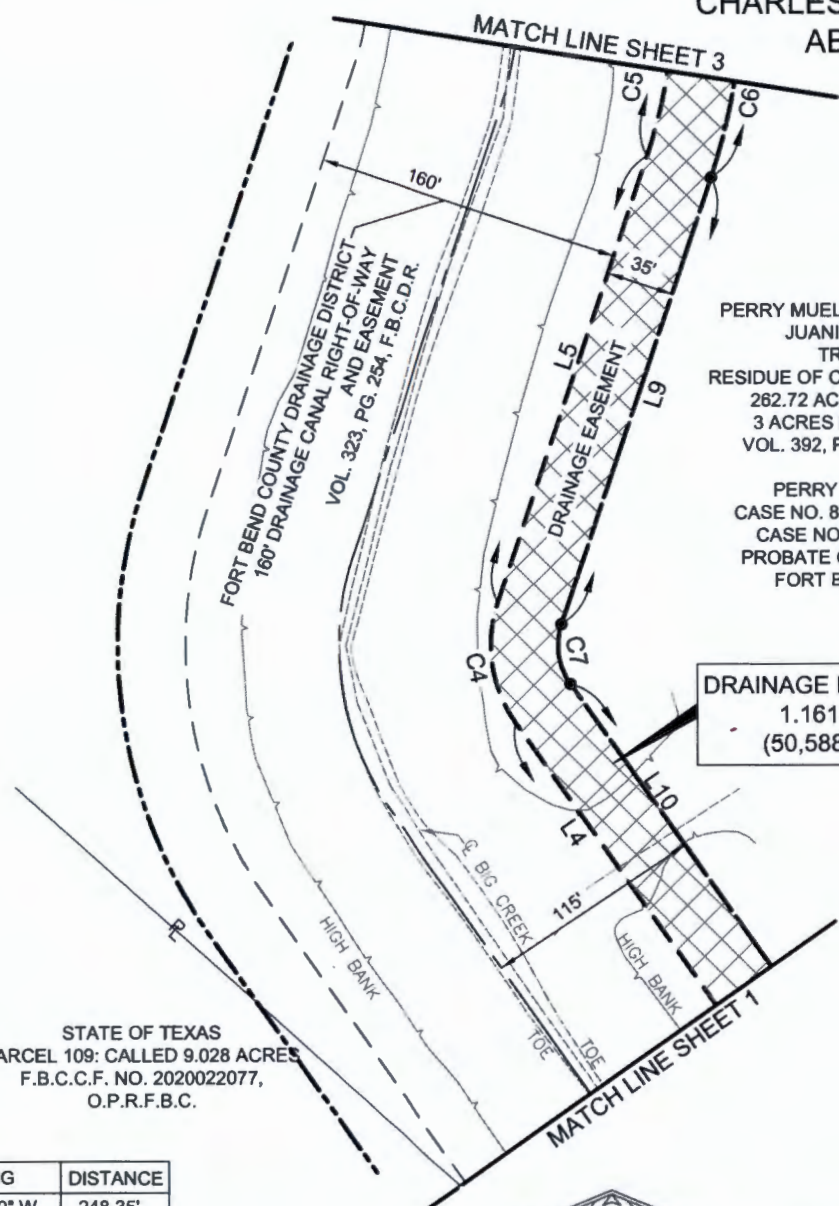 CHARLES
MATCH LINE SHEET 3
C5
C9
160'
35'
FORT BEND COUNTY DRAINAGE DISTRICT
160' DRAINAGE CANAL RIGHT-OF-WAY
AND EASEMENT
VOL. 323, PG. 254, F.B.C.D.R.
L5
L9
DRAINAGE EASEMENT
PERRY MUEL
JUANI
TR
RESIDUE OF C
262.72 AC
3 ACRES
VOL. 392, P
PERRY
CASE NO. 8
CASE NO
PROBATE
FORT B
C4
C7
DRAINAGE
1.161
(50,588
L10
L4
℄ BIG CREEK
115'
HIGH BANK
HIGH BANK
TOE
TOE
MATCH LINE SHEET 1
STATE OF TEXAS
ARCEL 109: CALLED 9.028 ACRES
F.B.C.C.F. NO. 2020022077,
O.P.R.F.B.C.
G DISTANCE